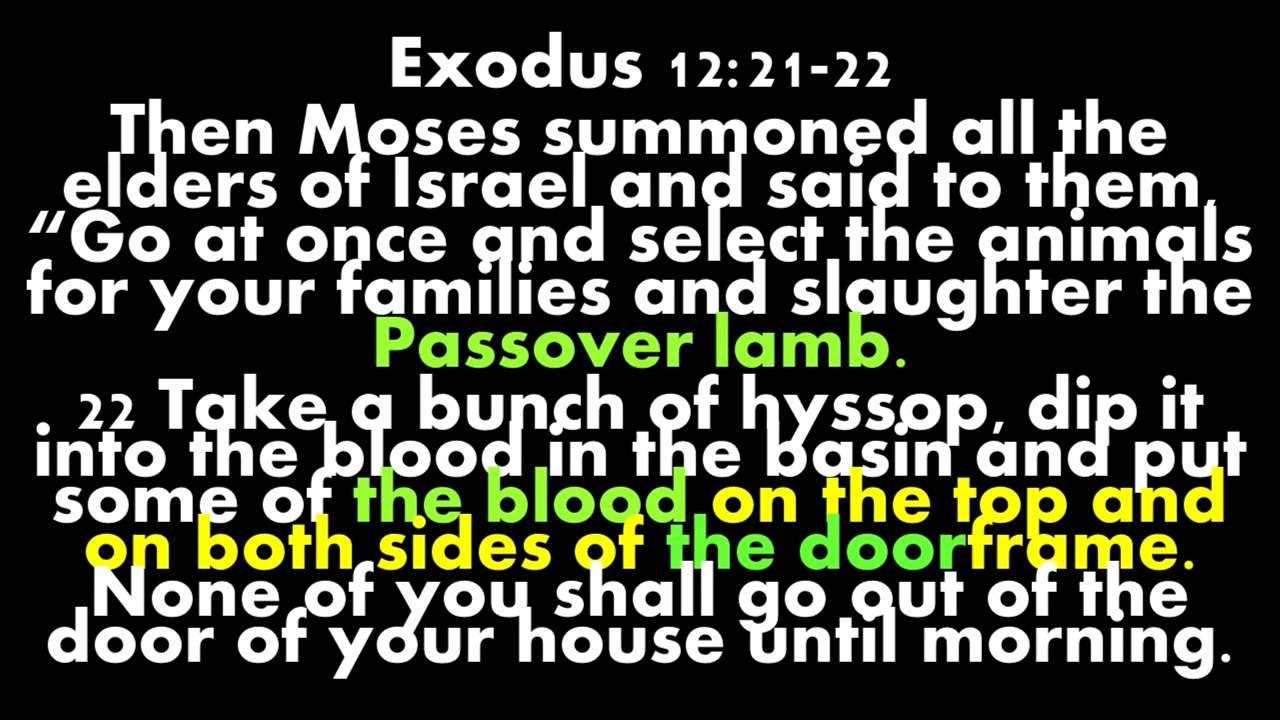 Exodus 12:21-22
Then Moses summoned all the
elders of Israel and said to them,
“Go at once and select the animals
for your families and slaughter the
Passover lamb.
22 Take a bunch of hyssop, dip it
into the blood in the basin and put
some of the blood on the top and
on both sides of the doorframe.
None of you shall go out of the
door of your house until morning.